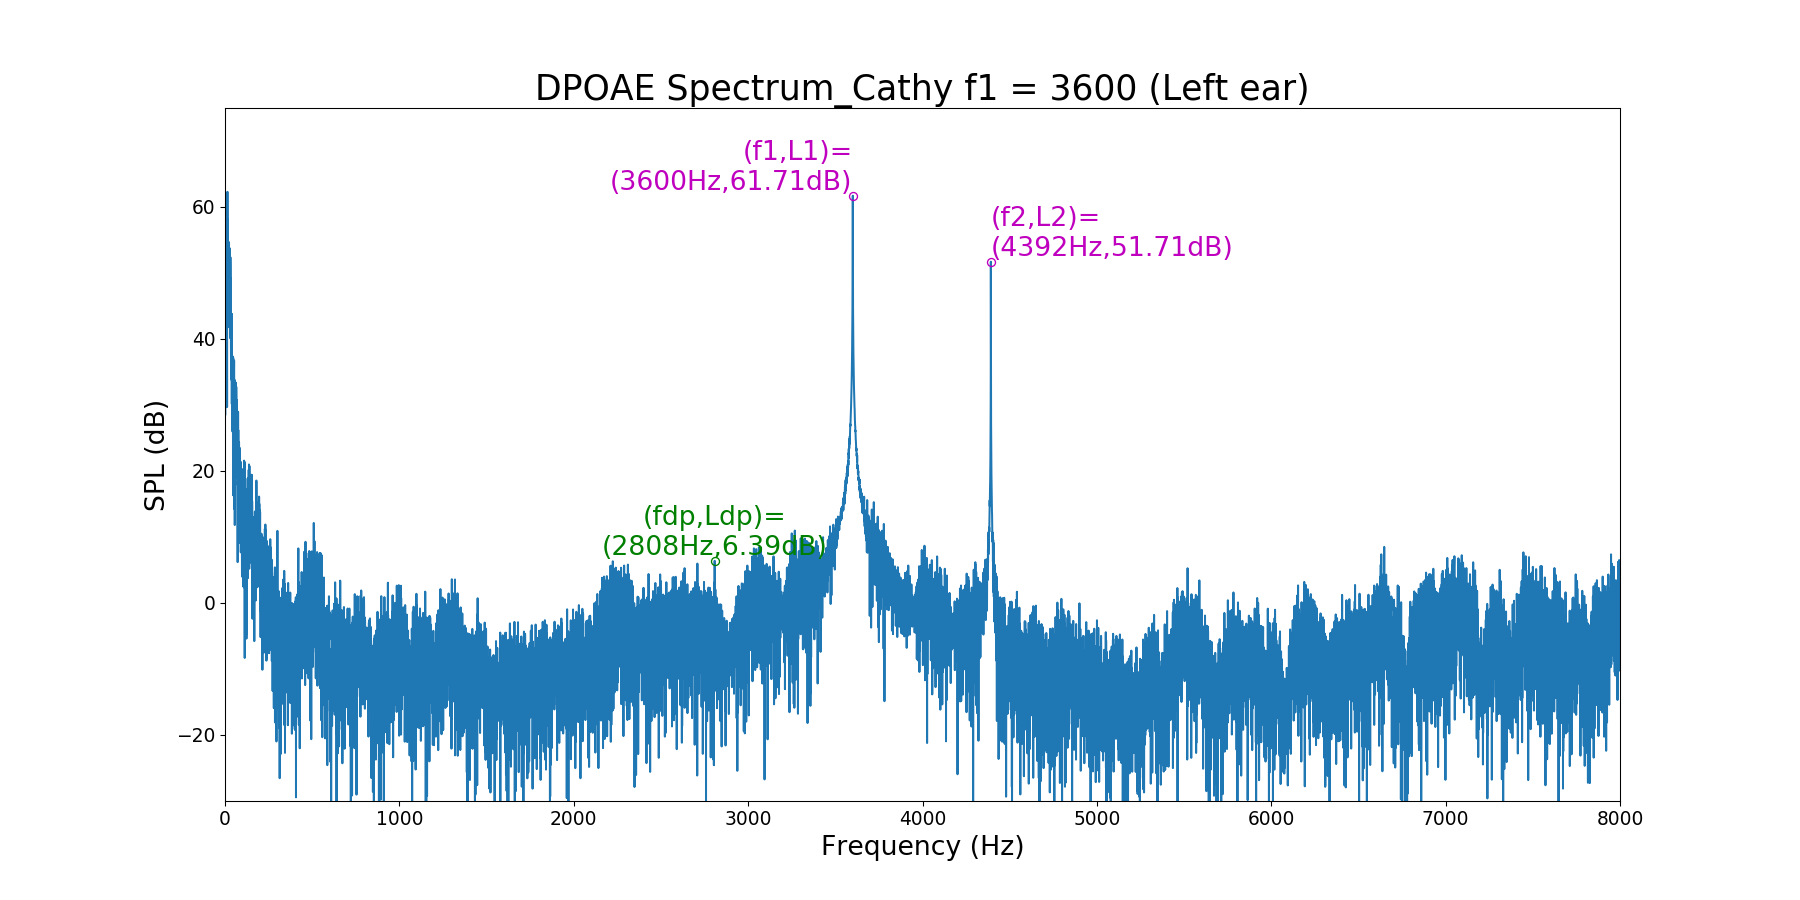 DPOAE Spectrum_Cathy f1 = 3600 (Left ear)
(f1,L1)=
(3600Hz,61.71dB)
(f2,L2)=
(4392Hz,51.71dB)
(fdp,Ldp)=
(2808Hz,6.39dB)
SPL (dB)
60
40
20
0
−20
0 1000 2000 3000 4000 5000 6000 7000 8000
Frequency (Hz)